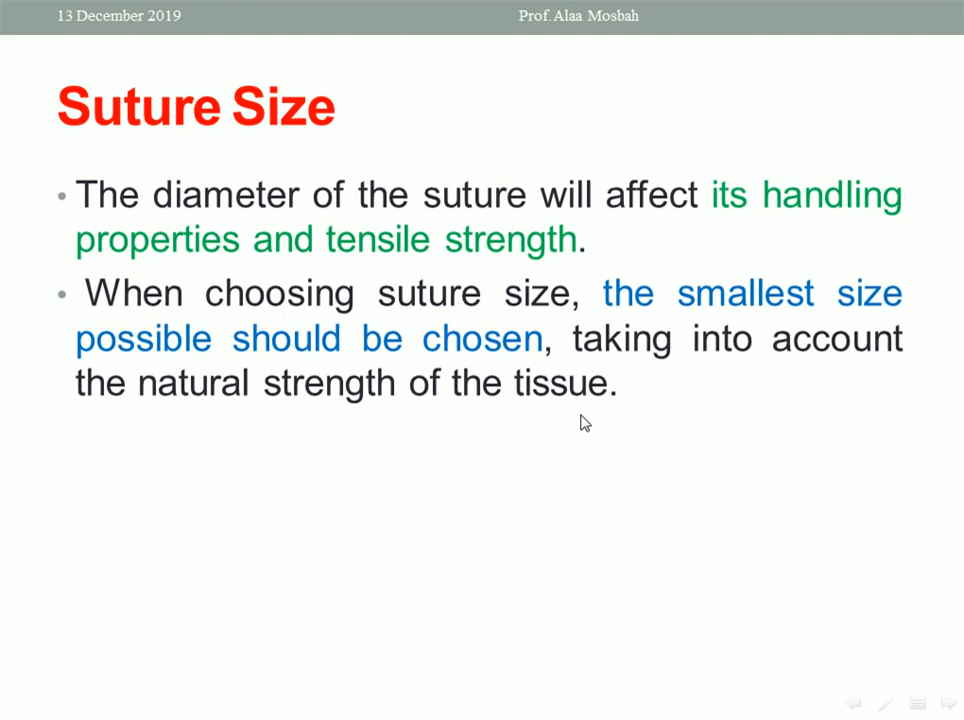 13 December 2019 Prof. Alaa Mosbah
Suture Size
• The diameter of the suture will affect its handling
properties and tensile strength.
• When choosing suture size, the smallest size
possible should be chosen, taking into account
the natural strength of the tissue.